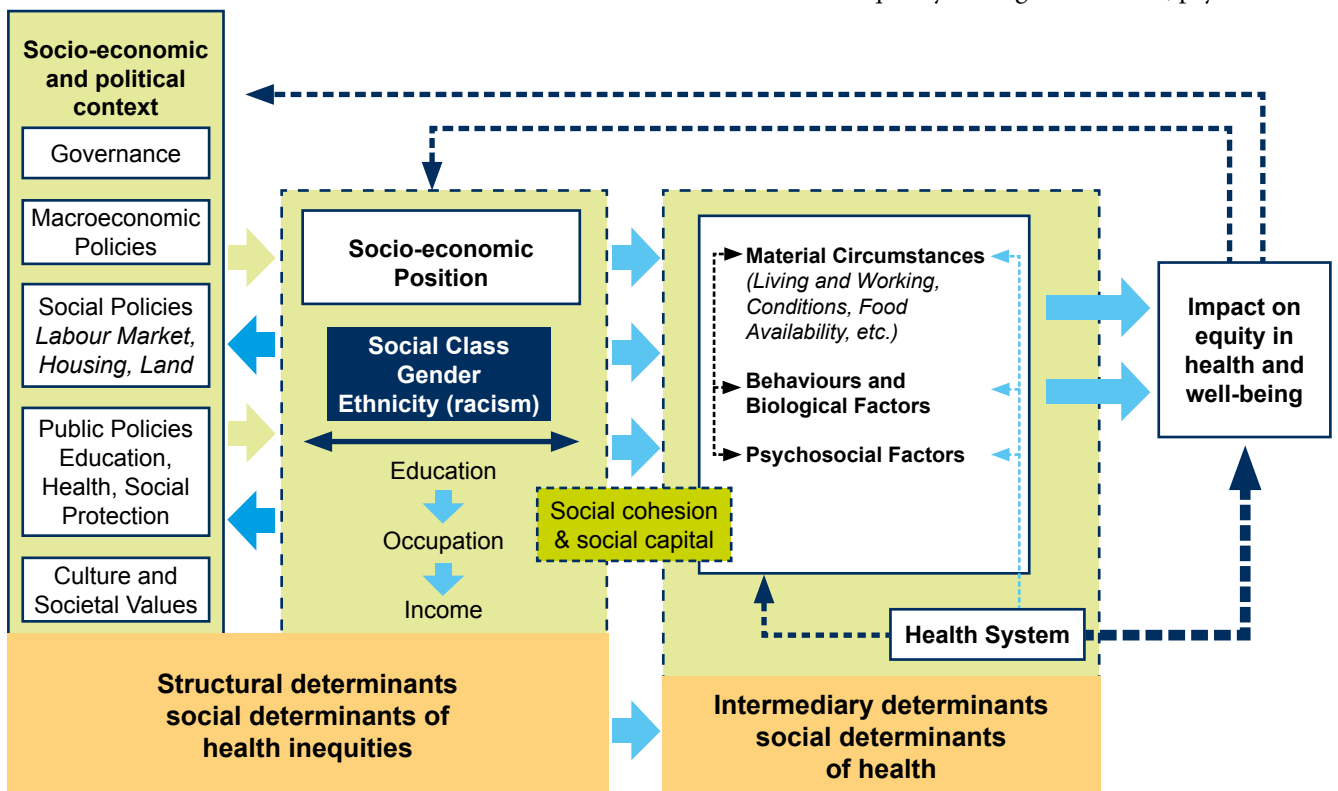 Socio-economic
and political
context
Governance
Macroeconomic
Policies
Social Policies
Labour Market,
Housing, Land
Public Policies
Education,
Health, Social
Protection
Culture and
Societal Values
Socio-economic
Position
Social Class
Gender
Ethnicity (racism)
Education
Occupation
Income
Social cohesion
& social capital
Material Circumstances
(Living and Working,
Conditions, Food
Availability, etc.)
Behaviours and
Biological Factors
Psychosocial Factors
Health System
Impact on
equity in
health and
well-being
Structural determinants
social determinants of
health inequities
Intermediary determinants
social determinants
of health